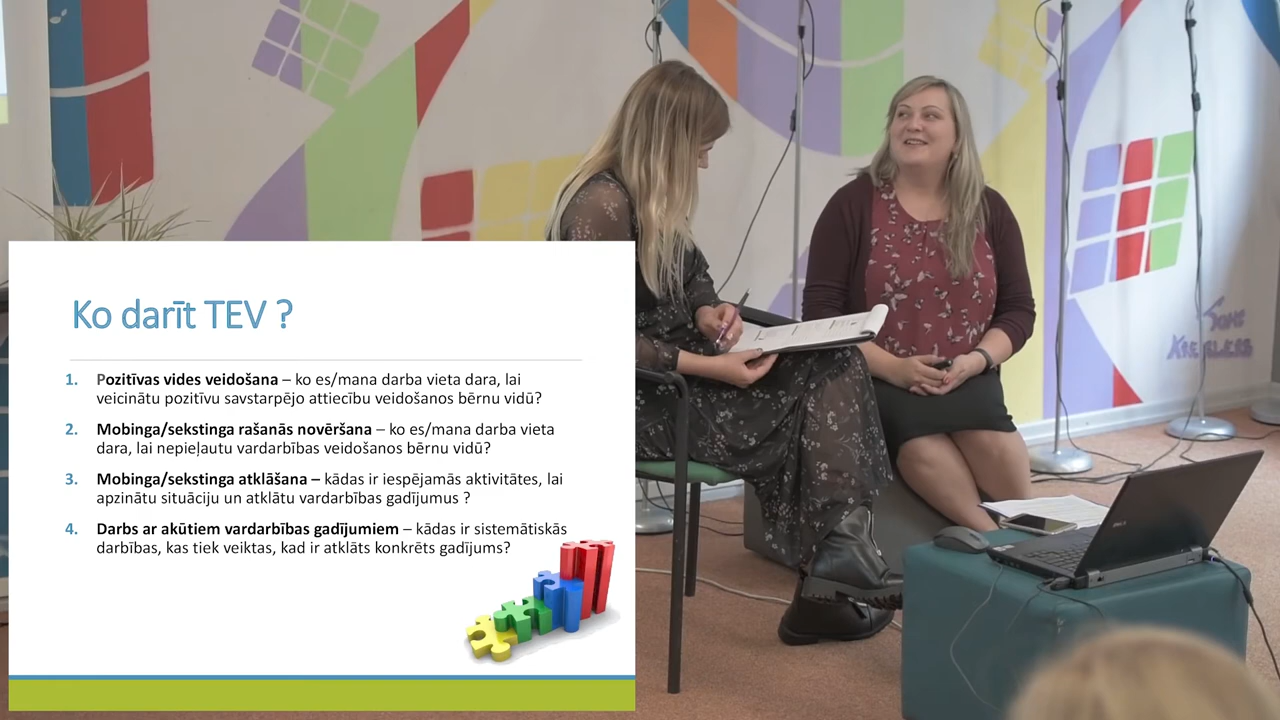 Ko darīt TEV ?
1. Pozitīvas vides veidošana – ko es/mana darba vieta dara, lai
veicinātu pozitīvu savstarpējo attiecību veidošanos bērnu vidū?
2. Mobinga/sekstinga rašanās novēršana – ko es/mana darba vieta
dara, lai nepieļautu vardarbības veidošanos bērnu vidū?
3. Mobinga/sekstinga atklāšana – kādas ir iespējamās aktivitātes, lai
apzinātu situāciju un atklātu vardarbības gadījumus ?
4. Darbs ar akūtiem vardarbības gadījumiem – kādas ir sistemātiskās
darbības, kas tiek veiktas, kad ir atklāts konkrēts gadījums?